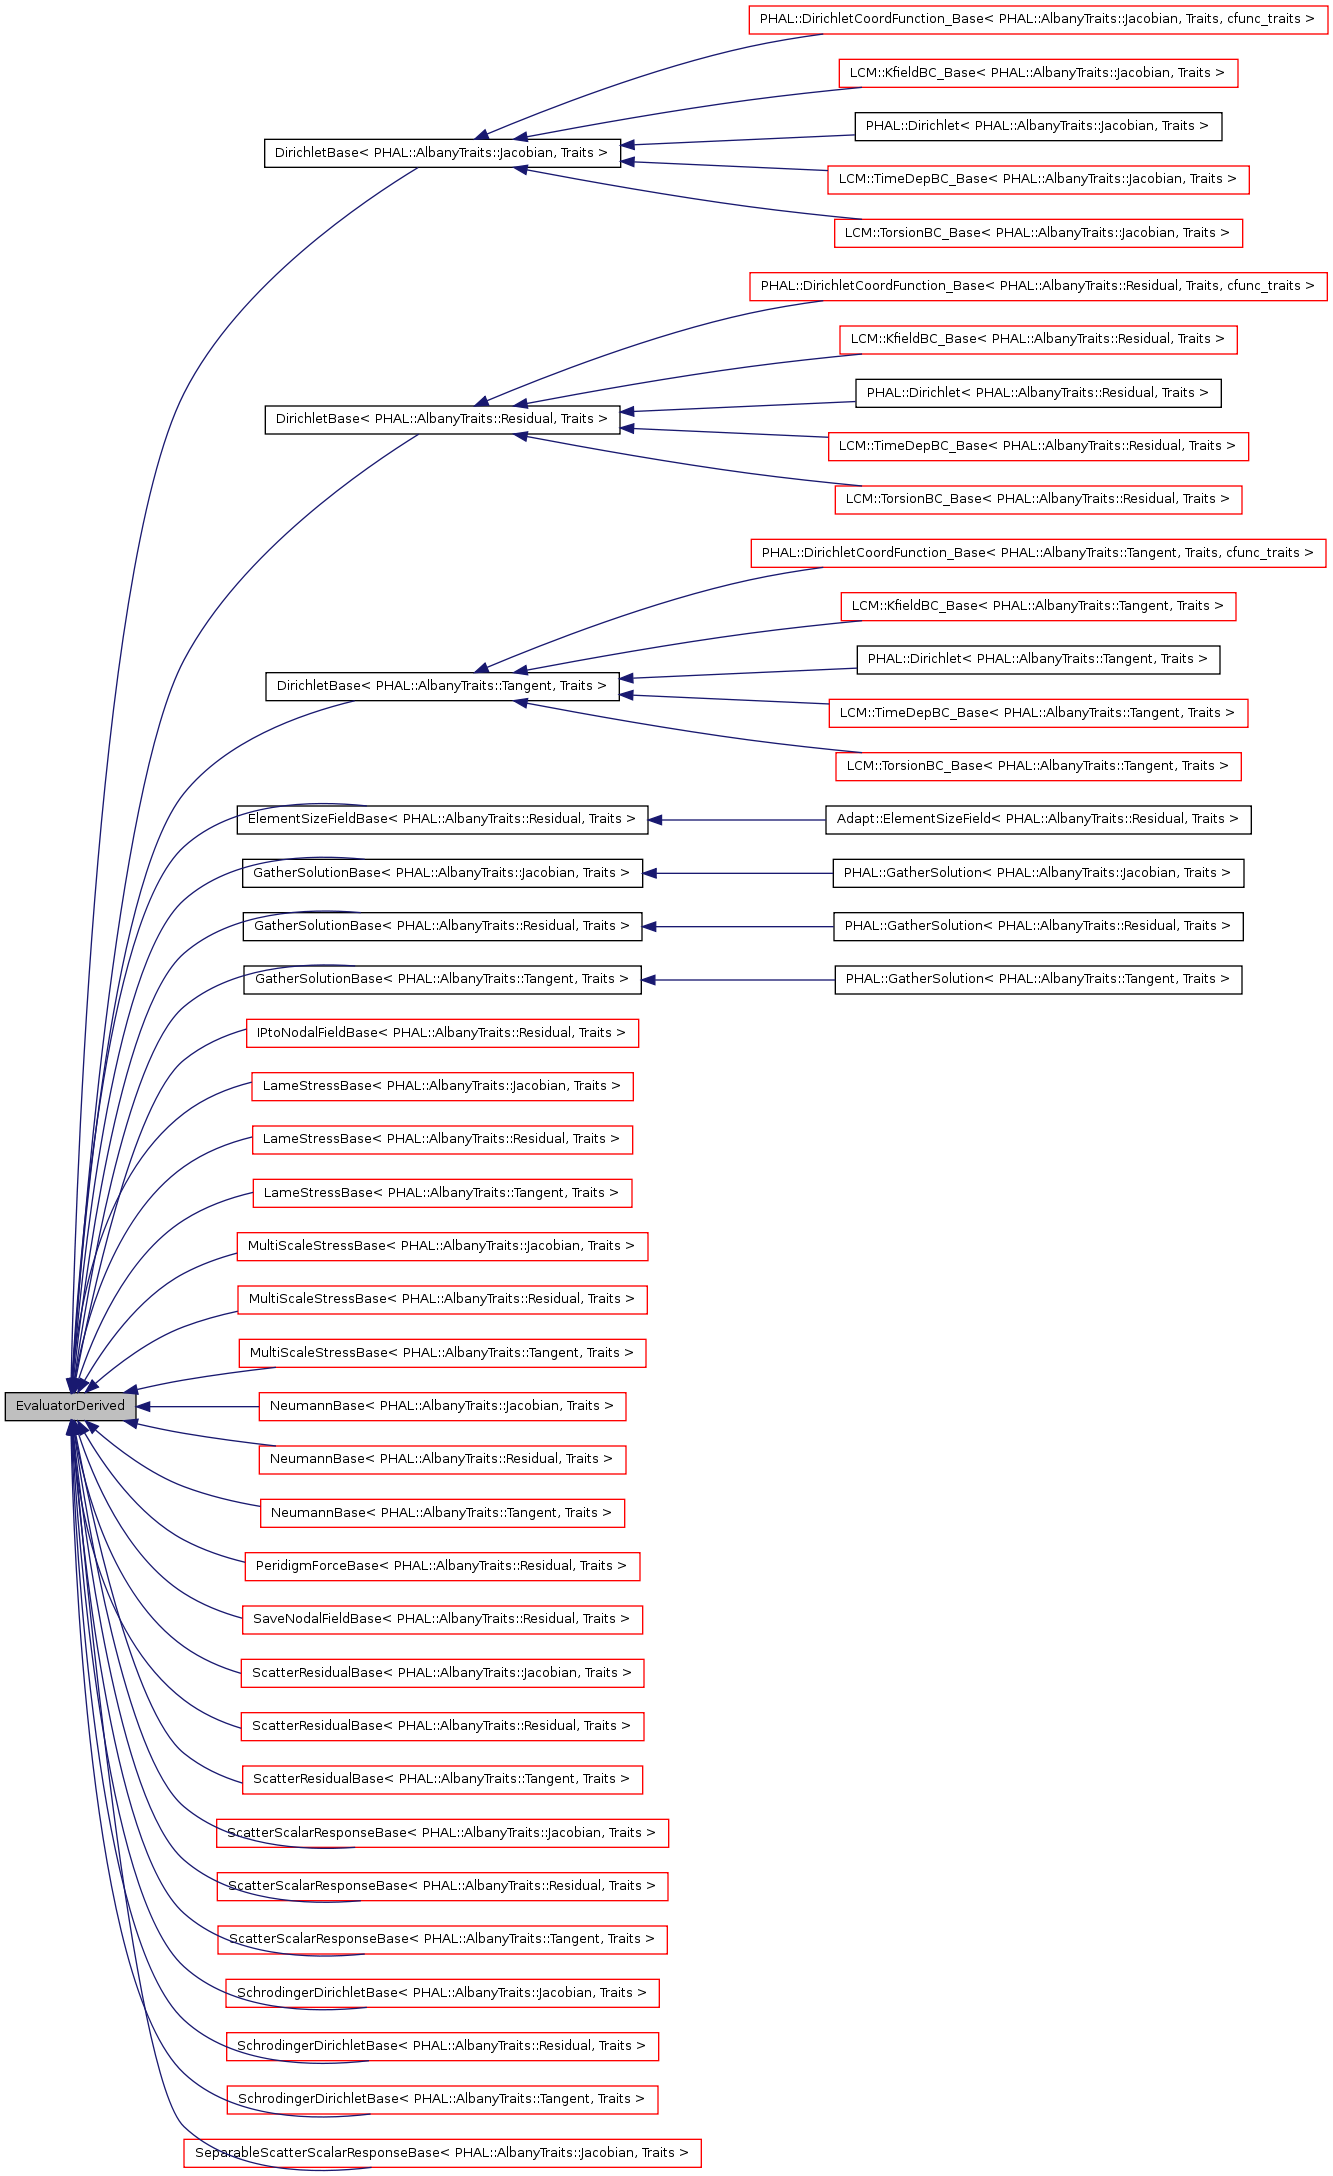 PHAL::DirichletCoordFunction_Base< PHAL::AlbanyTraits::Jacobian, Traits, cfunc_traits >
LCM::KfieldBC_Base< PHAL::AlbanyTraits::Jacobian, Traits >
PHAL::Dirichlet< PHAL::AlbanyTraits::Jacobian, Traits >
DirichletBase< PHAL::AlbanyTraits::Jacobian, Traits >
LCM::TimeDepBC_Base< PHAL::AlbanyTraits::Jacobian, Traits >
LCM::TorsionBC_Base< PHAL::AlbanyTraits::Jacobian, Traits >
PHAL::DirichletCoordFunction_Base< PHAL::AlbanyTraits::Residual, Traits, cfunc_traits >
LCM::KfieldBC_Base< PHAL::AlbanyTraits::Residual, Traits >
PHAL::Dirichlet< PHAL::AlbanyTraits::Residual, Traits >
DirichletBase< PHAL::AlbanyTraits::Residual, Traits >
LCM::TimeDepBC_Base< PHAL::AlbanyTraits::Residual, Traits >
LCM::TorsionBC_Base< PHAL::AlbanyTraits::Residual, Traits >
PHAL::DirichletCoordFunction_Base< PHAL::AlbanyTraits::Tangent, Traits, cfunc_traits >
LCM::KfieldBC_Base< PHAL::AlbanyTraits::Tangent, Traits >
PHAL::Dirichlet< PHAL::AlbanyTraits::Tangent, Traits >
DirichletBase< PHAL::AlbanyTraits::Tangent, Traits >
LCM::TimeDepBC_Base< PHAL::AlbanyTraits::Tangent, Traits >
LCM::TorsionBC_Base< PHAL::AlbanyTraits::Tangent, Traits >
ElementSizeFieldBase< PHAL::AlbanyTraits::Residual, Traits >
Adapt::ElementSizeField< PHAL::AlbanyTraits::Residual, Traits >
GatherSolutionBase< PHAL::AlbanyTraits::Jacobian, Traits >
PHAL::GatherSolution< PHAL::AlbanyTraits::Jacobian, Traits >
GatherSolutionBase< PHAL::AlbanyTraits::Residual, Traits >
PHAL::GatherSolution< PHAL::AlbanyTraits::Residual, Traits >
GatherSolutionBase< PHAL::AlbanyTraits::Tangent, Traits >
PHAL::GatherSolution< PHAL::AlbanyTraits::Tangent, Traits >
IPtoNodalFieldBase< PHAL::AlbanyTraits::Residual, Traits >
LameStressBase< PHAL::AlbanyTraits::Jacobian, Traits >
LameStressBase< PHAL::AlbanyTraits::Residual, Traits >
LameStressBase< PHAL::AlbanyTraits::Tangent, Traits >
MultiScaleStressBase< PHAL::AlbanyTraits::Jacobian, Traits >
MultiScaleStressBase< PHAL::AlbanyTraits::Residual, Traits >
MultiScaleStressBase< PHAL::AlbanyTraits::Tangent, Traits >
EvaluatorDerived
NeumannBase< PHAL::AlbanyTraits::Jacobian, Traits >
NeumannBase< PHAL::AlbanyTraits::Residual, Traits >
NeumannBase< PHAL::AlbanyTraits::Tangent, Traits >
PeridigmForceBase< PHAL::AlbanyTraits::Residual, Traits >
SaveNodalFieldBase< PHAL::AlbanyTraits::Residual, Traits >
ScatterResidualBase< PHAL::AlbanyTraits::Jacobian, Traits >
ScatterResidualBase< PHAL::AlbanyTraits::Residual, Traits >
ScatterResidualBase< PHAL::AlbanyTraits::Tangent, Traits >
ScatterScalarResponseBase< PHAL::AlbanyTraits::Jacobian, Traits >
ScatterScalarResponseBase< PHAL::AlbanyTraits::Residual, Traits >
ScatterScalarResponseBase< PHAL::AlbanyTraits::Tangent, Traits >
SchrodingerDirichletBase< PHAL::AlbanyTraits::Jacobian, Traits >
SchrodingerDirichletBase< PHAL::AlbanyTraits::Residual, Traits >
SchrodingerDirichletBase< PHAL::AlbanyTraits::Tangent, Traits >
SeparableScatterScalarResponseBase< PHAL::AlbanyTraits::Jacobian, Traits >